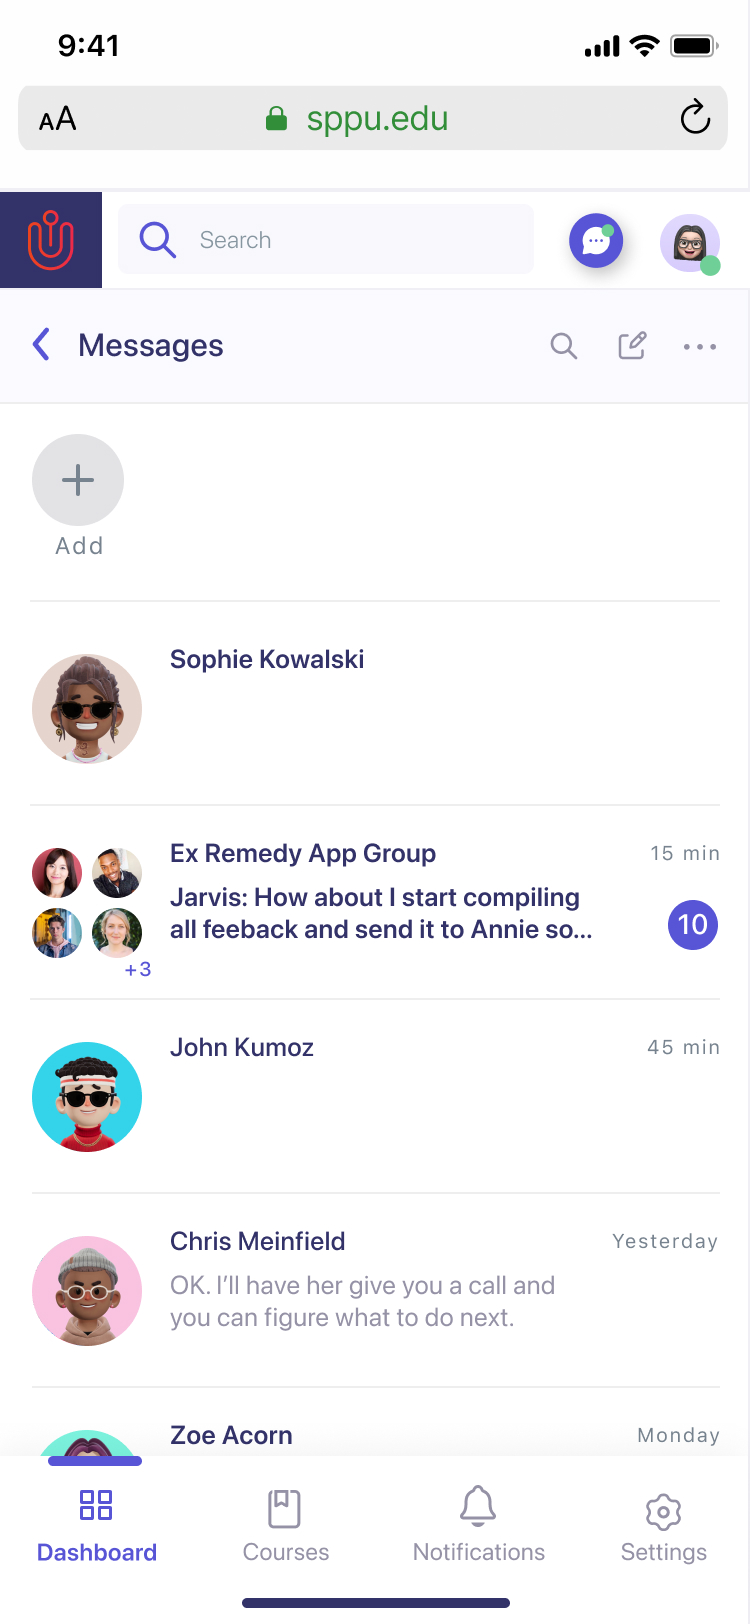 9:41
AA
sppu.edu
Search
Messages
Add
Sophie Kowalski
Ex Remedy App Group
15 min
Jarvis: How about I start compiling
all feeback and send it to Annie so...
10
+3
John Kumoz
45 min
Chris Meinfield
Yesterday
OK. I’ll have her give you a call and
you can figure what to do next.
Zoe Acorn
Monday
Dashboard
Courses
Notifications
Settings